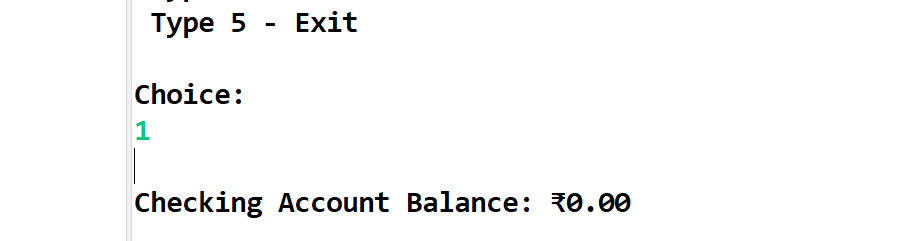 Type 5 - Exit
Choice:
1
Checking Account Balance: ₹0.00